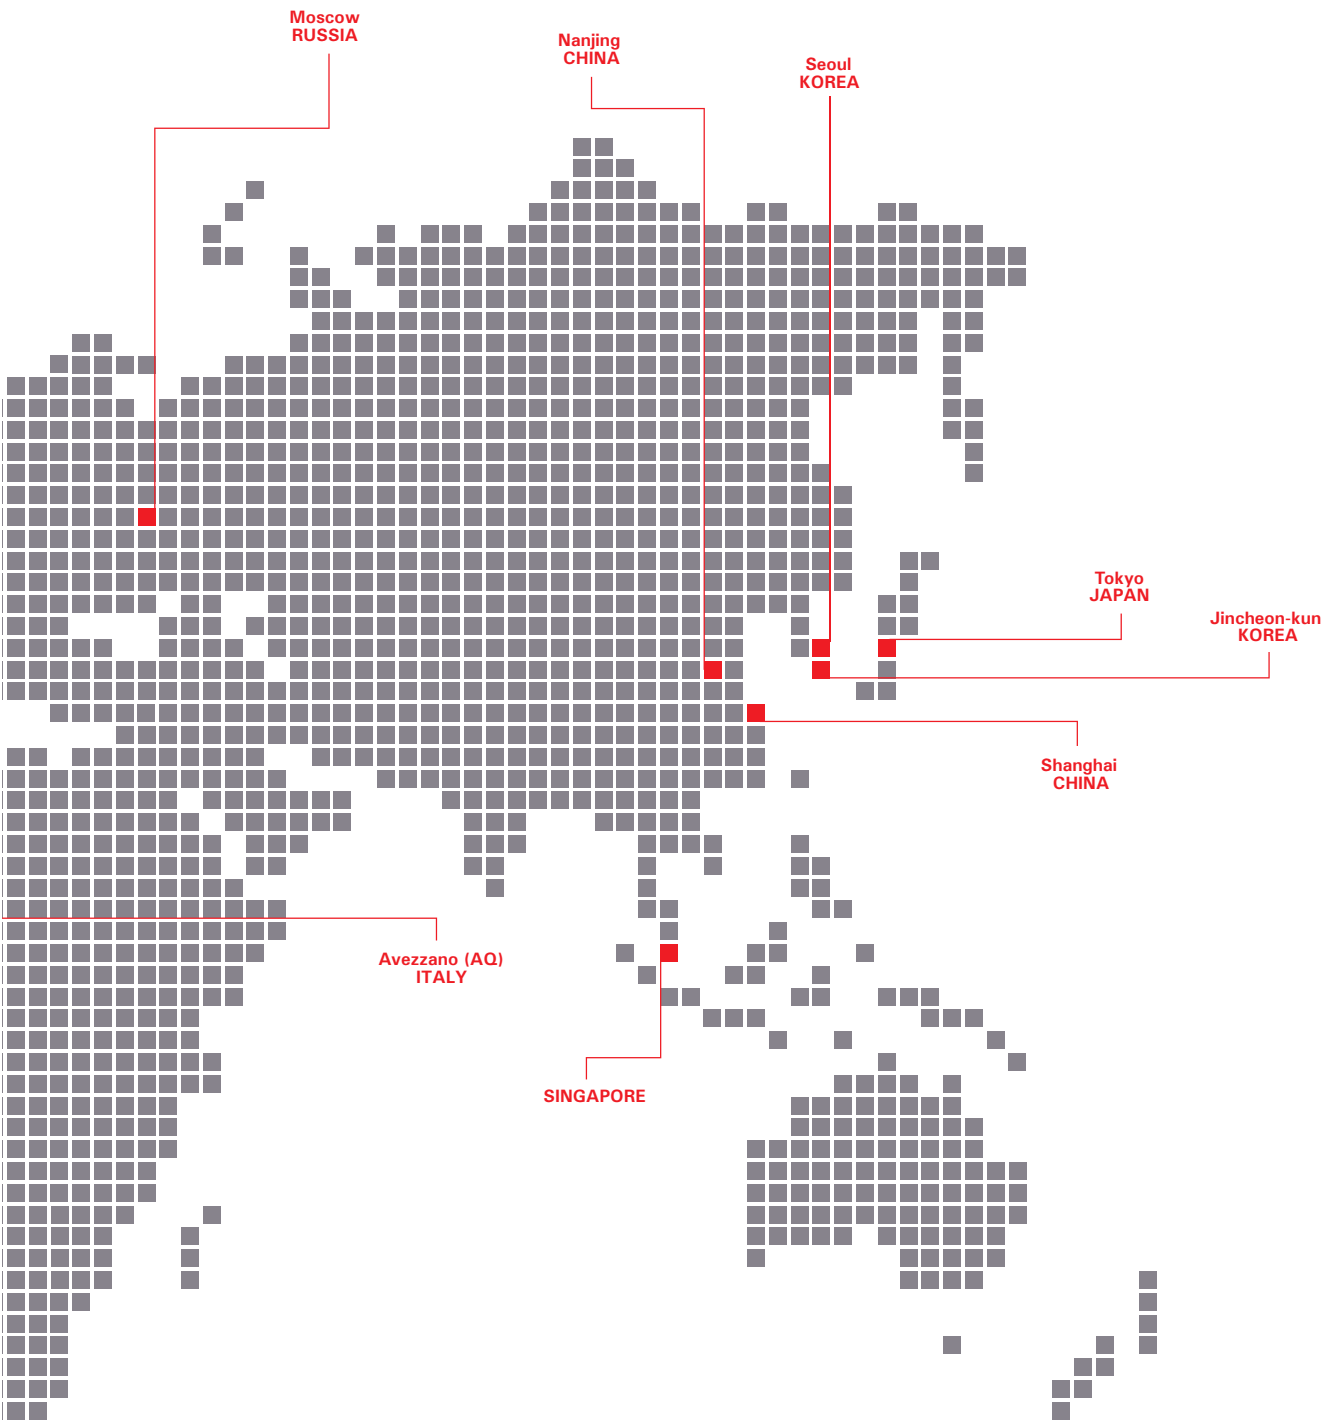 Moscow
RUSSIA
Nanjing
CHINA
Seoul
KOREA
Tokyo
JAPAN
Jincheon-kun
KOREA
Shanghai
CHINA
Avezzano (AQ)
ITALY
SINGAPORE